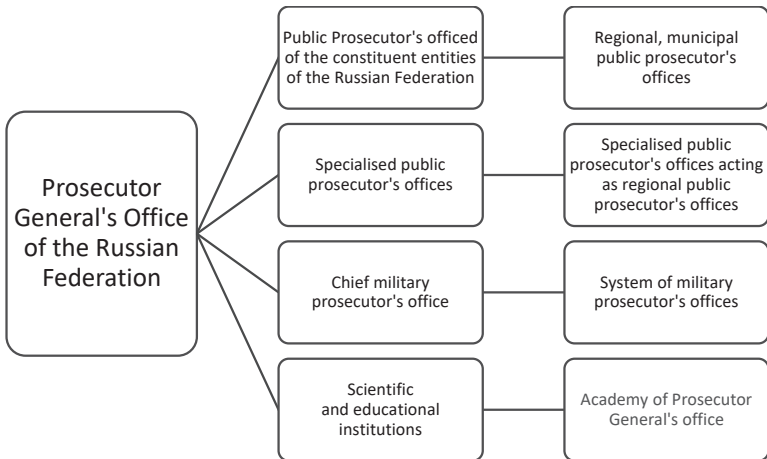 Prosecutor
General's Office
of the Russian
Federation
Public Prosecutor's officed
of the constituent entities
of the Russian Federation
Regional, municipal
public prosecutor's
offices
Specialised public
prosecutor's offices
Specialised public
prosecutor's offices acting
as regional public
prosecutor's offices
Chief military
prosecutor's office
System of military
prosecutor's offices
Scientific
and educational
institutions
Academy of Prosecutor
General's office